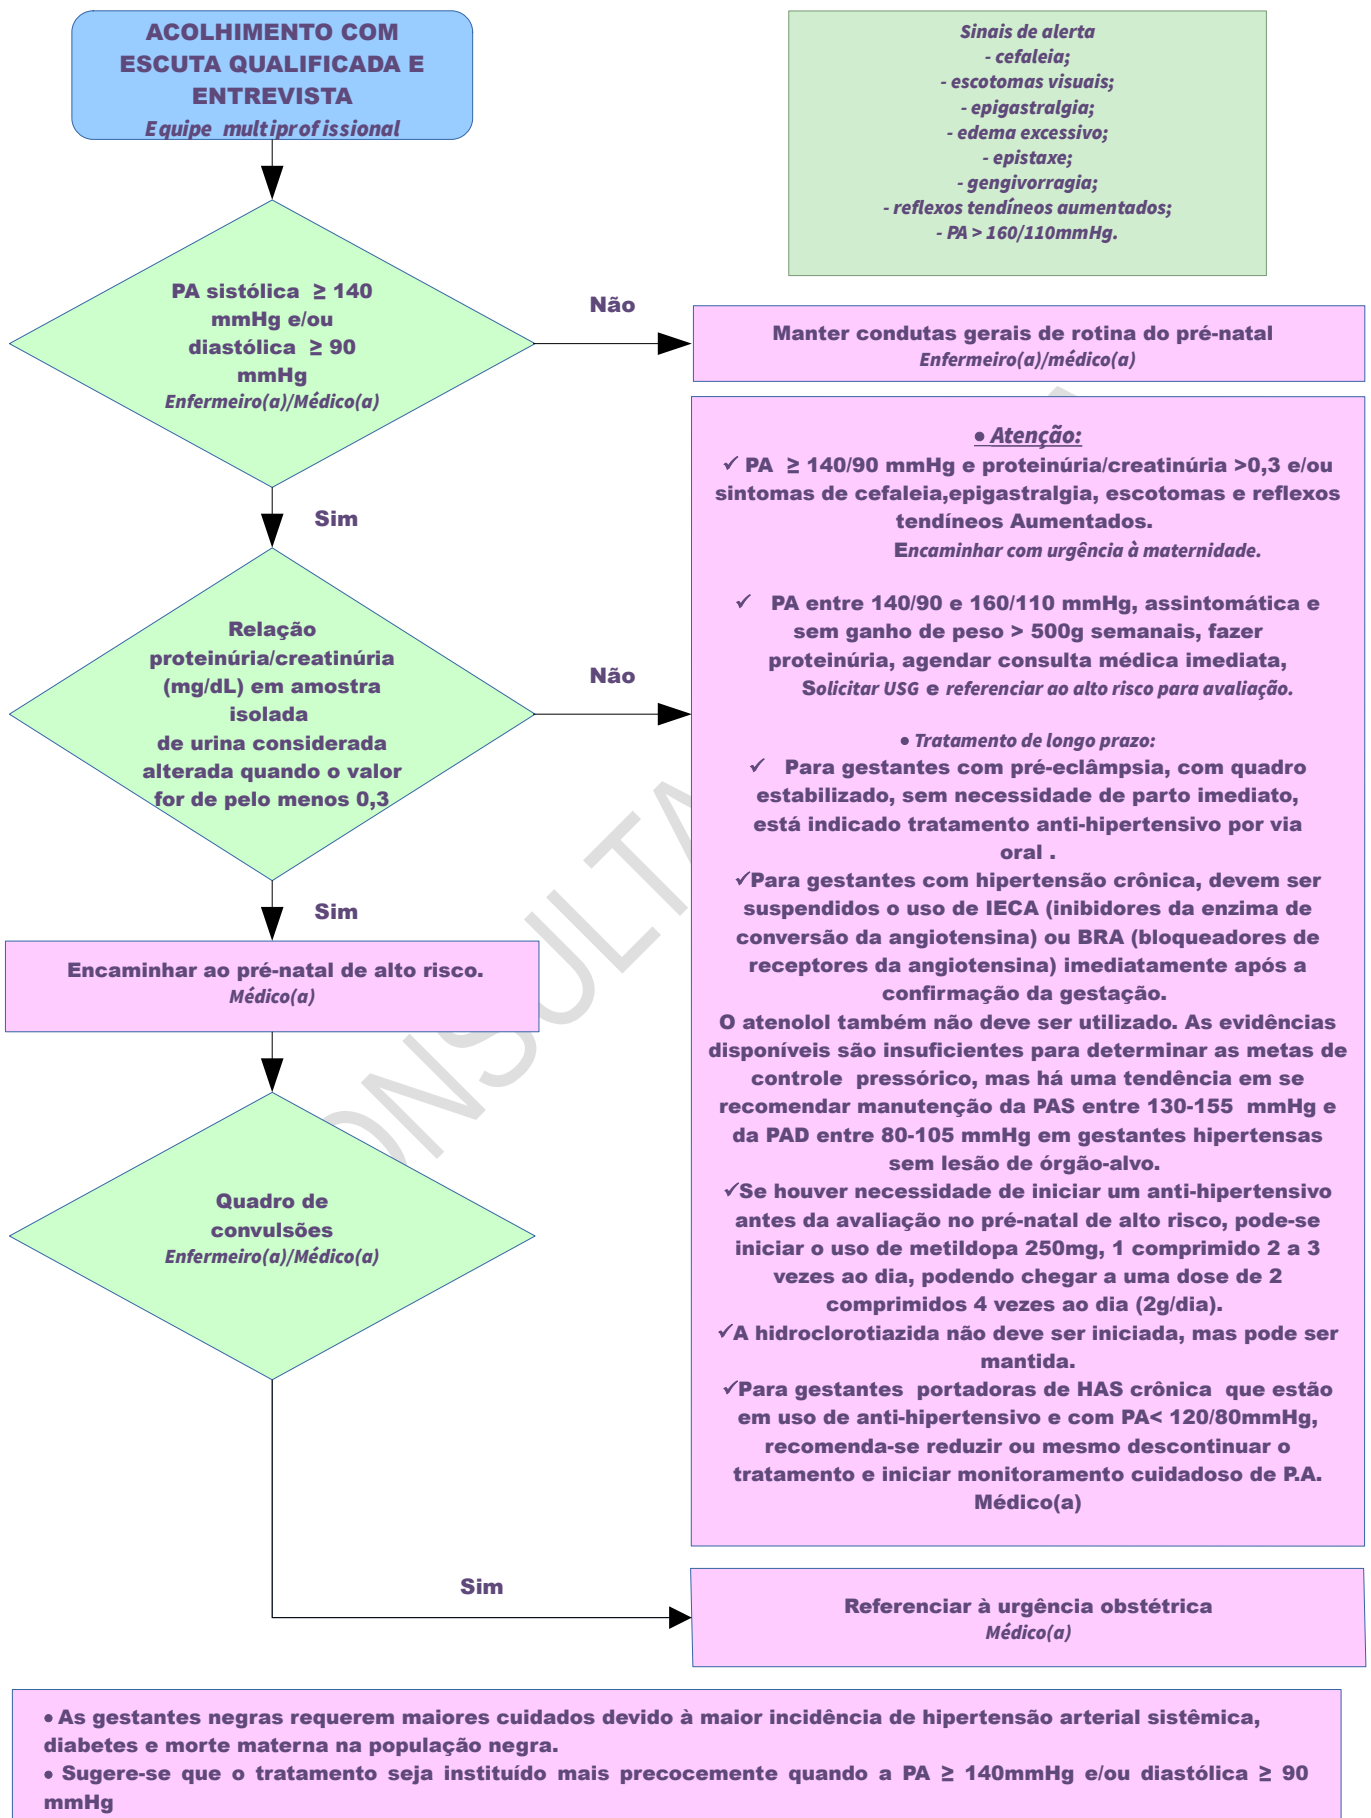 ACOLHIMENTO COM
ESCUTA QUALIFICADA E
ENTREVISTA
Equipe multiprofissional
Sinais de alerta
- cefaleia;
- escotomas visuais;
- epigastralgia;
- edema excessivo;
- epistaxe;
- gengivorragia;
- reflexos tendíneos aumentados;
- PA > 160/110mmHg.
PA sistólica ≥ 140
mmHg e/ou
diastólica ≥ 90
mmHg
Enfermeiro(a)/Médico(a)
Não
Manter condutas gerais de rotina do pré-natal
Enfermeiro(a)/médico(a)
Sim
Relação
proteinúria/creatinúria
(mg/dL) em amostra
isolada
de urina considerada
alterada quando o valor
for de pelo menos 0,3
Não
• Atenção:
✓ PA ≥ 140/90 mmHg e proteinúria/creatinúria >0,3 e/ou
sintomas de cefaleia,epigastralgia, escotomas e reflexos
tendíneos Aumentados.
Encaminhar com urgência à maternidade.
✓ PA entre 140/90 e 160/110 mmHg, assintomática e
sem ganho de peso > 500g semanais, fazer
proteinúria, agendar consulta médica imediata,
Solicitar USG e referenciar ao alto risco para avaliação.
• Tratamento de longo prazo:
✓ Para gestantes com pré-eclâmpsia, com quadro
estabilizado, sem necessidade de parto imediato,
está indicado tratamento anti-hipertensivo por via
oral .
✓Para gestantes com hipertensão crônica, devem ser
suspendidos o uso de IECA (inibidores da enzima de
conversão da angiotensina) ou BRA (bloqueadores de
receptores da angiotensina) imediatamente após a
confirmação da gestação.
O atenolol também não deve ser utilizado. As evidências
disponíveis são insuficientes para determinar as metas de
controle pressórico, mas há uma tendência em se
recomendar manutenção da PAS entre 130-155 mmHg e
da PAD entre 80-105 mmHg em gestantes hipertensas
sem lesão de órgão-alvo.
✓Se houver necessidade de iniciar um anti-hipertensivo
antes da avaliação no pré-natal de alto risco, pode-se
iniciar o uso de metildopa 250mg, 1 comprimido 2 a 3
vezes ao dia, podendo chegar a uma dose de 2
comprimidos 4 vezes ao dia (2g/dia).
✓A hidroclorotiazida não deve ser iniciada, mas pode ser
mantida.
✓Para gestantes portadoras de HAS crônica que estão
em uso de anti-hipertensivo e com PA< 120/80mmHg,
recomenda-se reduzir ou mesmo descontinuar o
tratamento e iniciar monitoramento cuidadoso de P.A.
Médico(a)
Sim
Encaminhar ao pré-natal de alto risco.
Médico(a)
Quadro de
convulsões
Enfermeiro(a)/Médico(a)
Sim
Referenciar à urgência obstétrica
Médico(a)
• As gestantes negras requerem maiores cuidados devido à maior incidência de hipertensão arterial sistêmica,
diabetes e morte materna na população negra.
• Sugere-se que o tratamento seja instituído mais precocemente quando a PA ≥ 140mmHg e/ou diastólica ≥ 90
mmHg